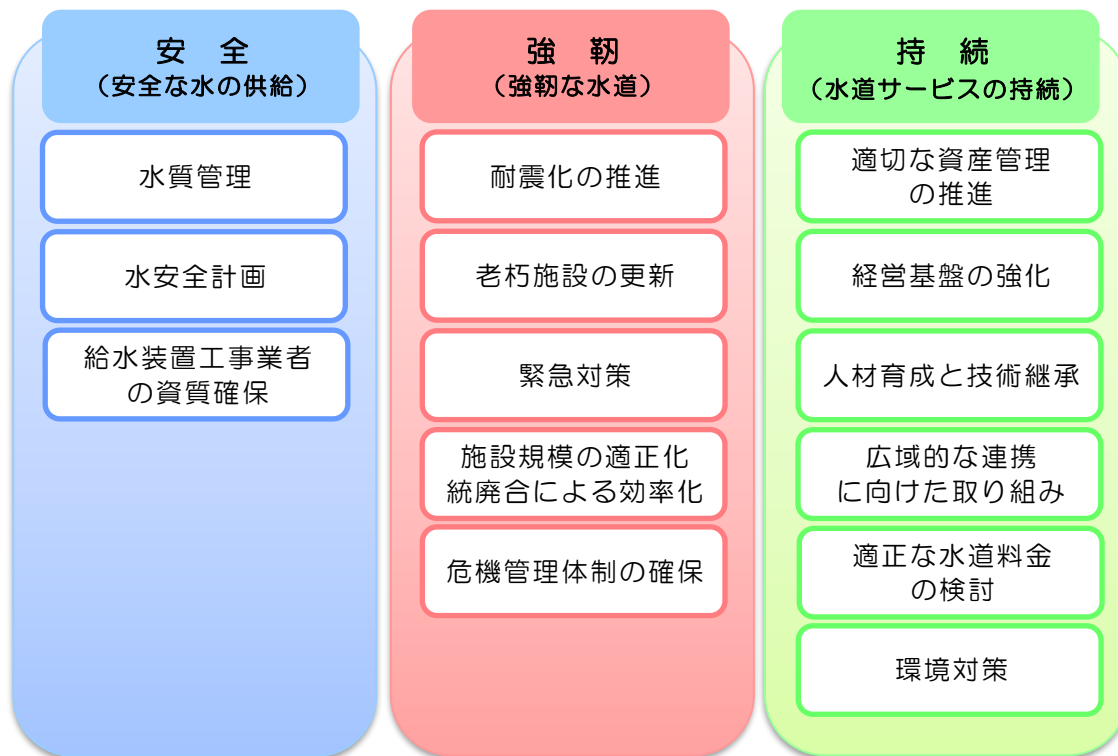 安　全
（安全な水の供給）
水質管理
水安全計画
給水装置工事業者
の資質確保
強　靭
（強靭な水道）
耐震化の推進
老朽施設の更新
緊急対策
施設規模の適正化
統廃合による効率化
危機管理体制の確保
持　続
（水道サービスの持続）
適切な資産管理
の推進
経営基盤の強化
人材育成と技術継承
広域的な連携
に向けた取り組み
適正な水道料金
の検討
環境対策